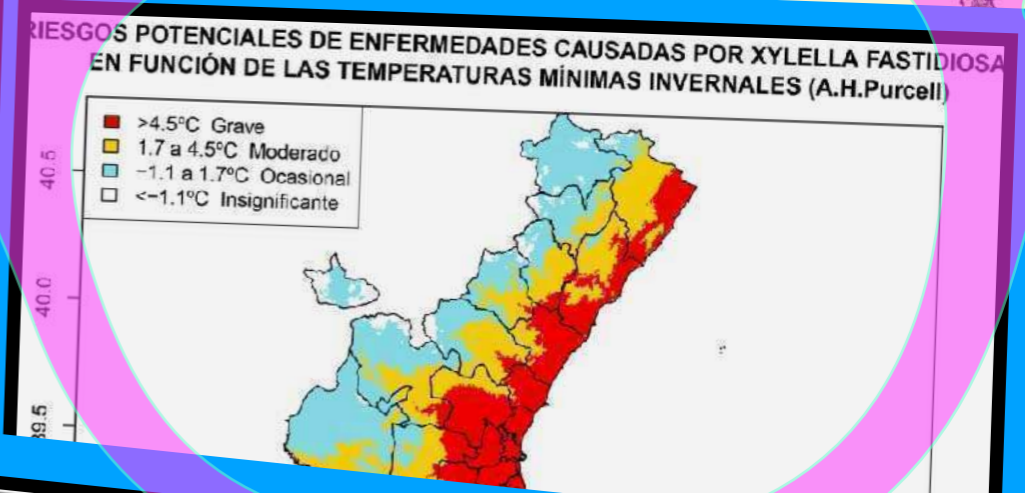 RIESGOS POTENCIALES DE ENFERMEDADES CAUSADAS POR XYLELLA FASTIDIOSA
EN FUNCIÓN DE LAS TEMPERATURAS MÍNIMAS INVERNALES (A.H.Purcell)
>4.5ºC Grave
1.7 a 4.5ºC Moderado
−1.1 a 1.7ºC Ocasional
<−1.1ºC Insignificante
40.5
40.0
39.5